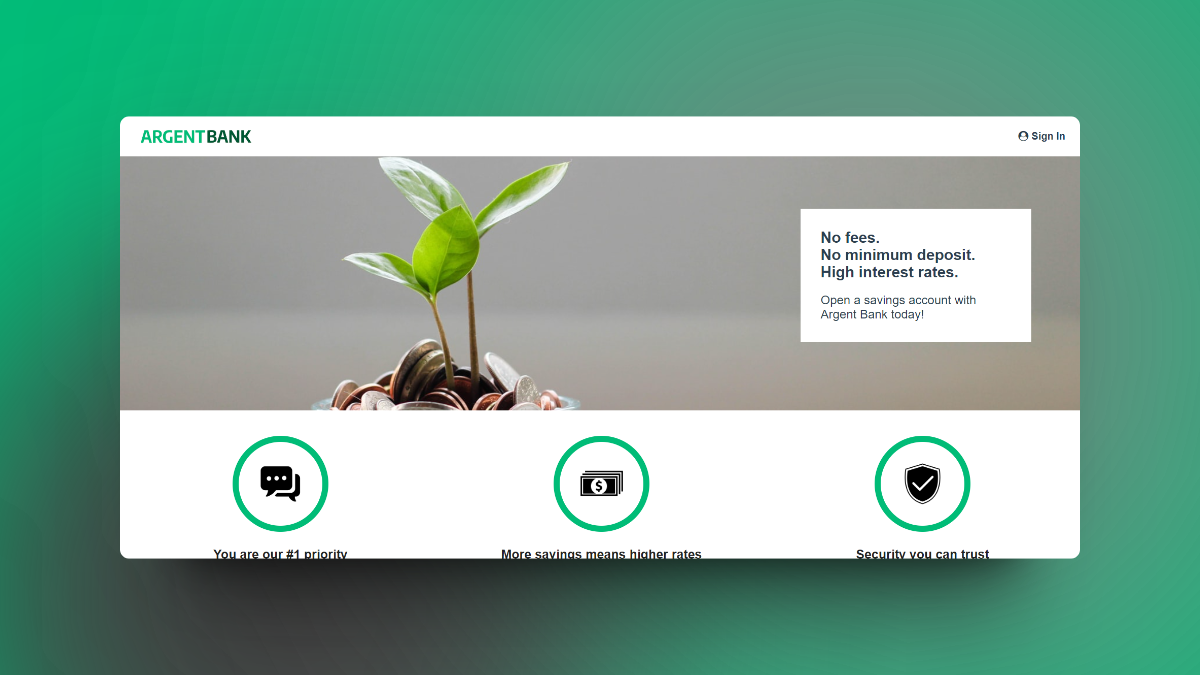 ARGENTBANK
Sign In
No fees.
No minimum deposit.
High interest rates.
Open a savings account with
Argent Bank today!
$
You are our #1 priority
More savings means higher rates
Security you can trust